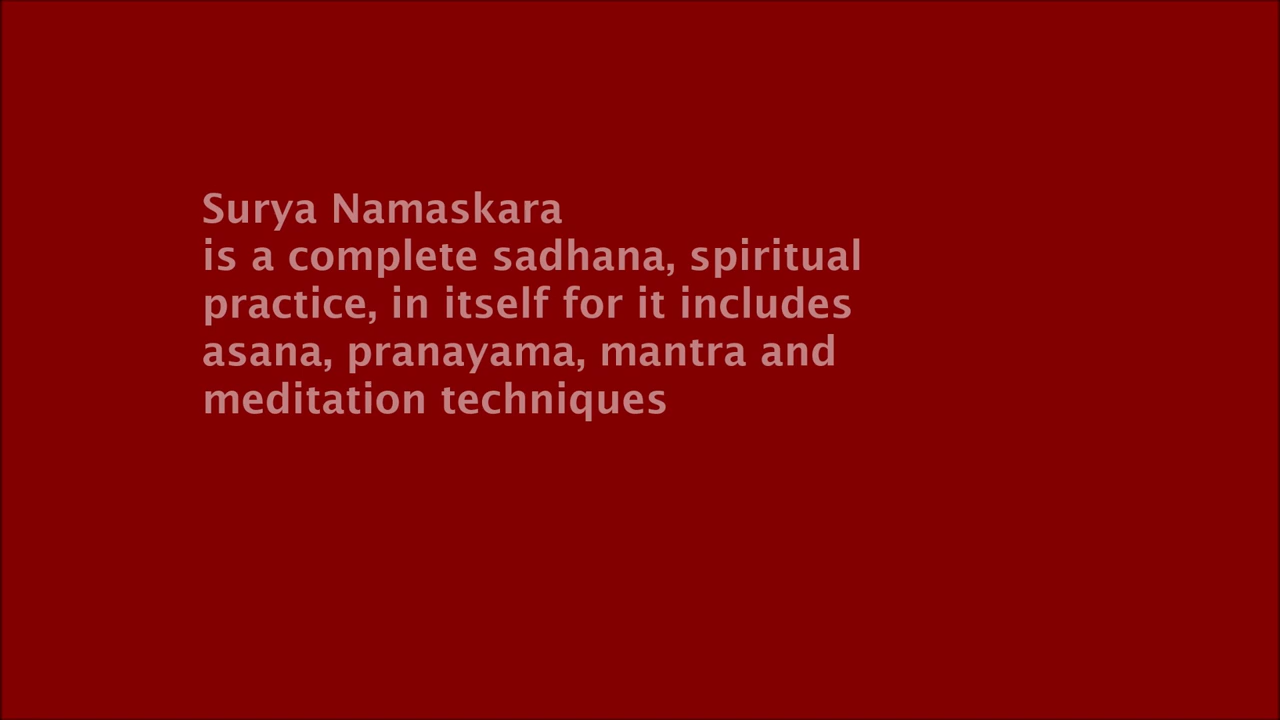 Surya Namaskara
is a complete sadhana, spiritual
practice, in itself for it includes
asana, pranayama, mantra and
meditation techniques